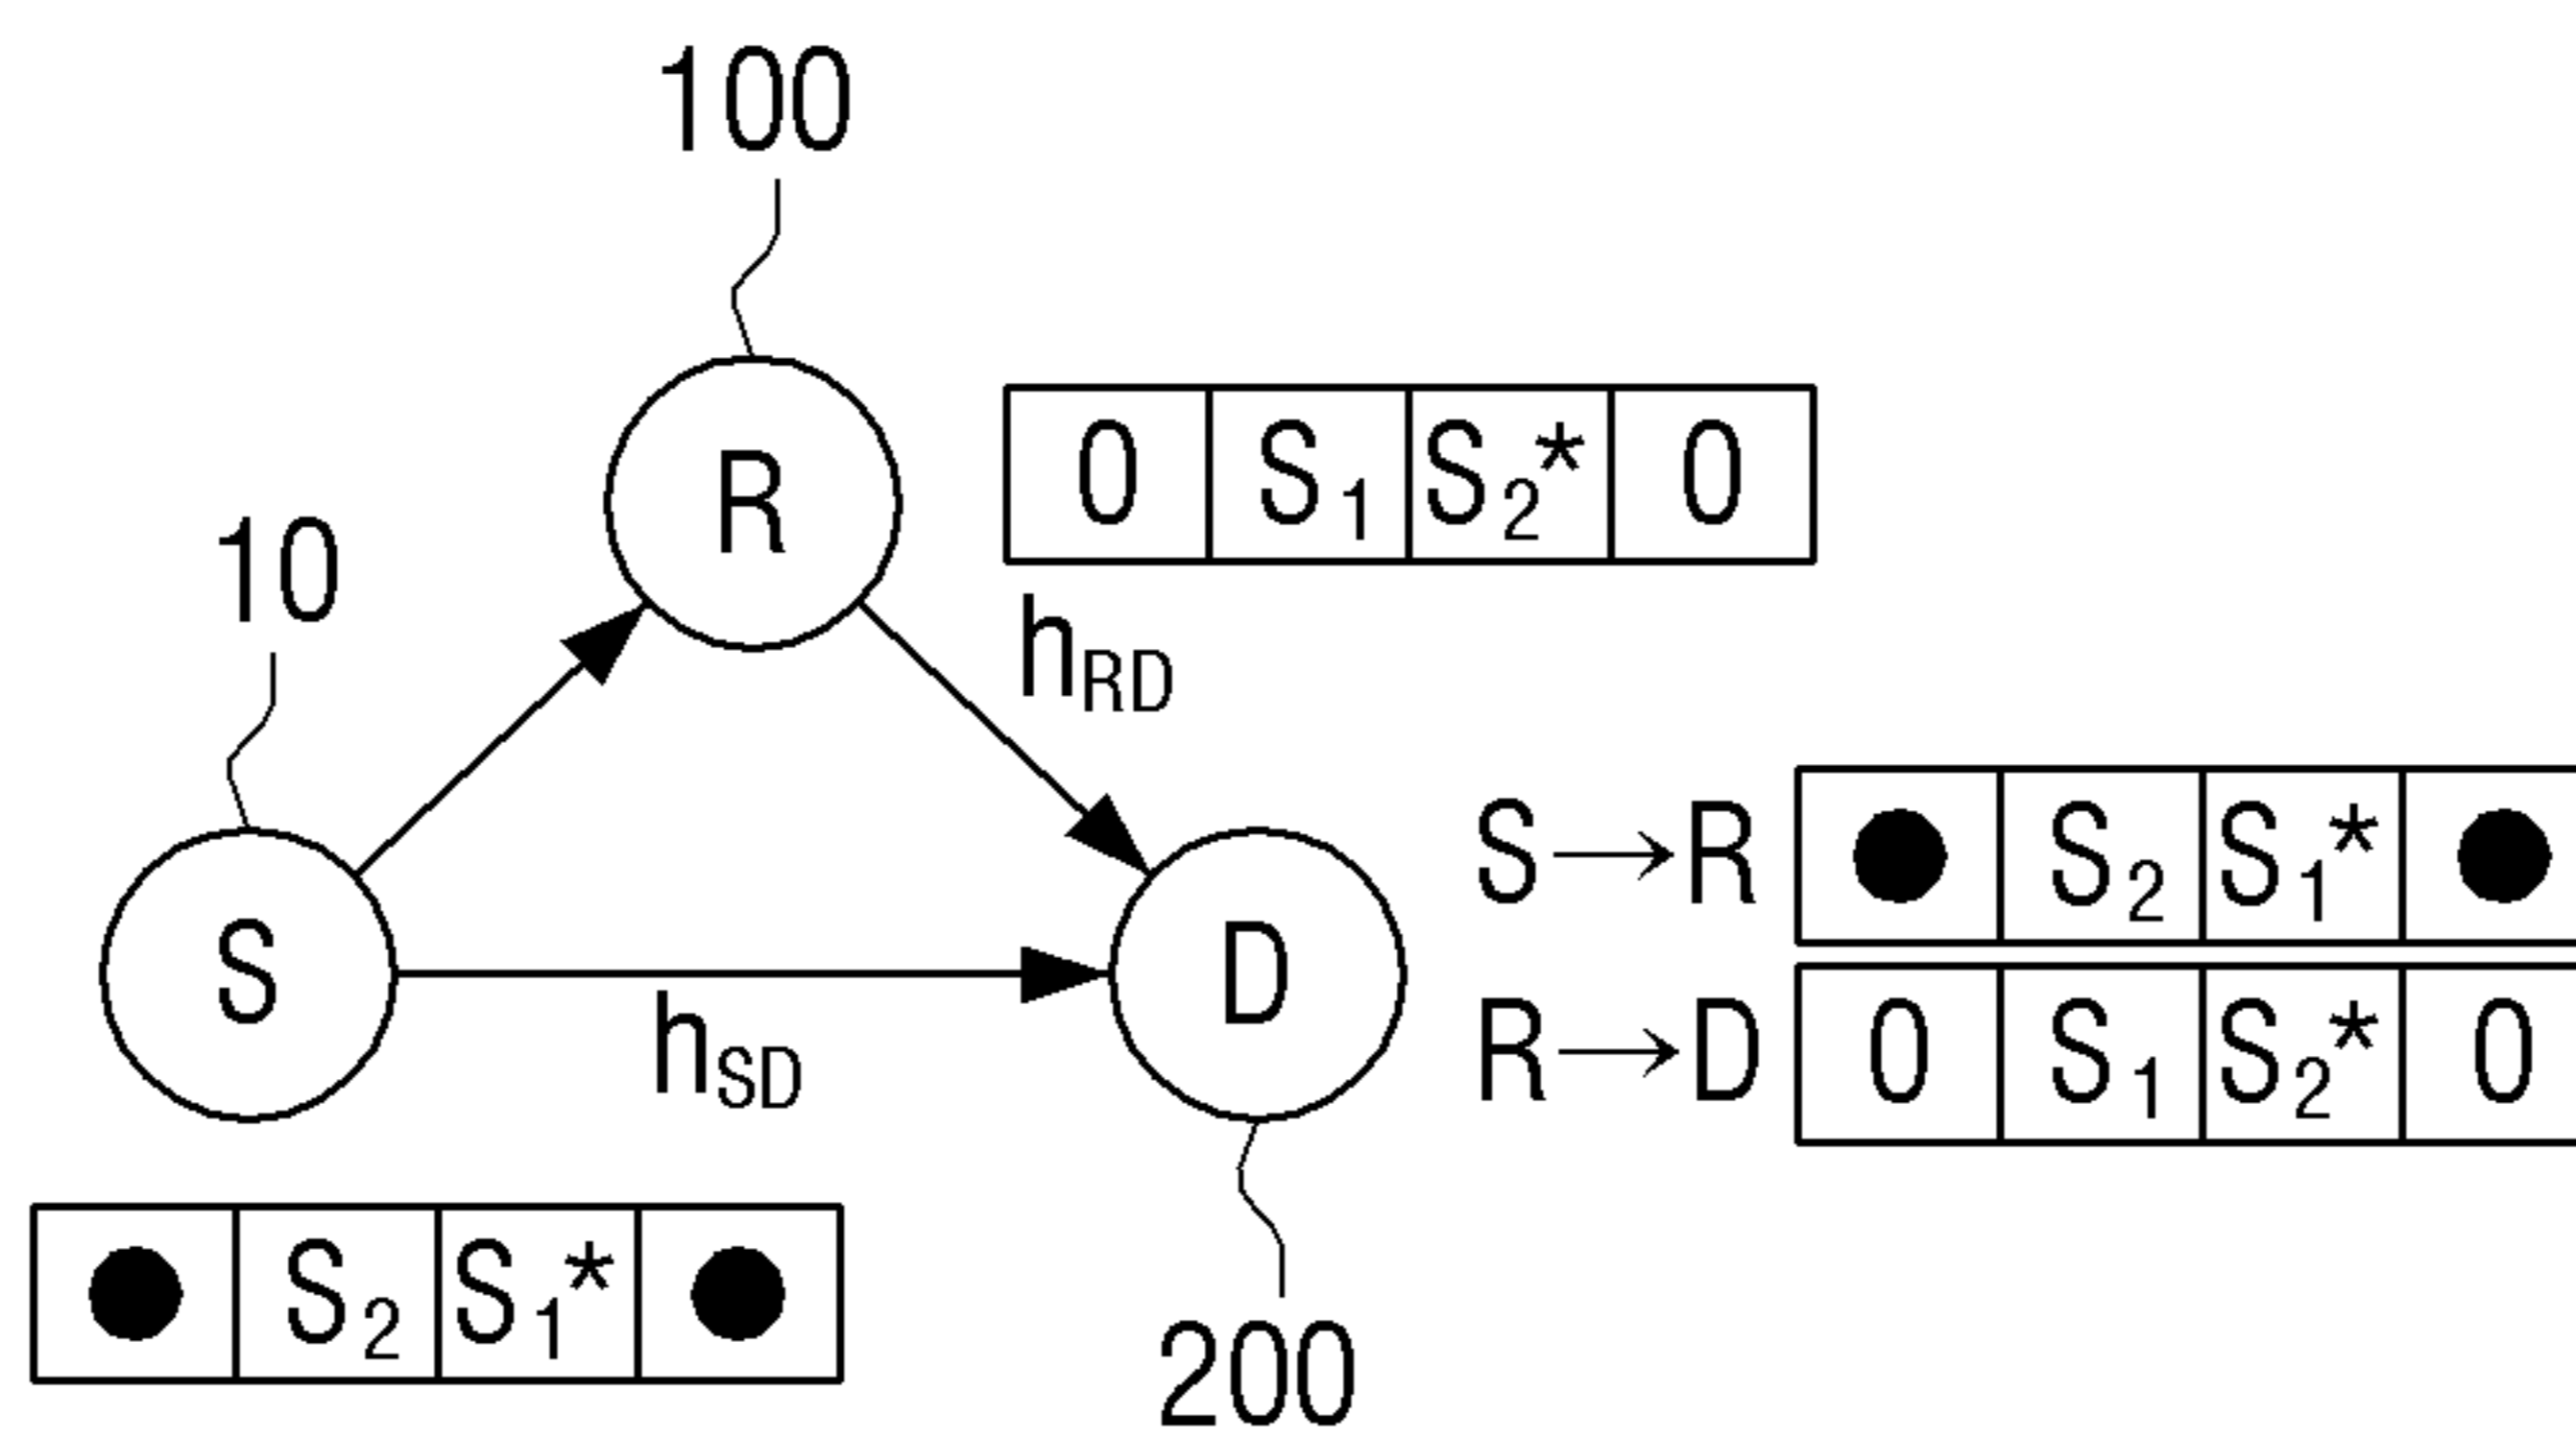 100
R
0 S1 S2* 0
10
hRD
S→R ● S2 S1* ●
S
D
hSD
R→D 0 S1 S2* 0
● S2 S1* ●
200